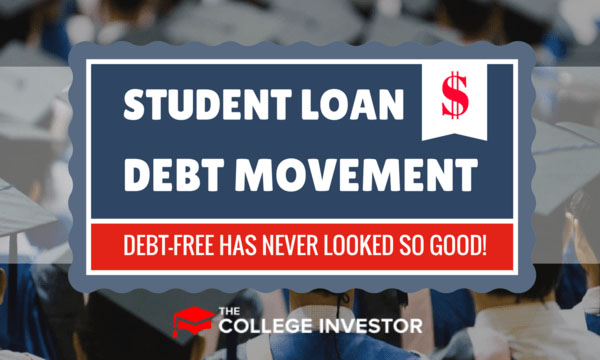 STUDENT LOAN
$
DEBT MOVEMENT
DEBT-FREE HAS NEVER LOOKED SO GOOD!
THE
COLLEGE INVESTOR